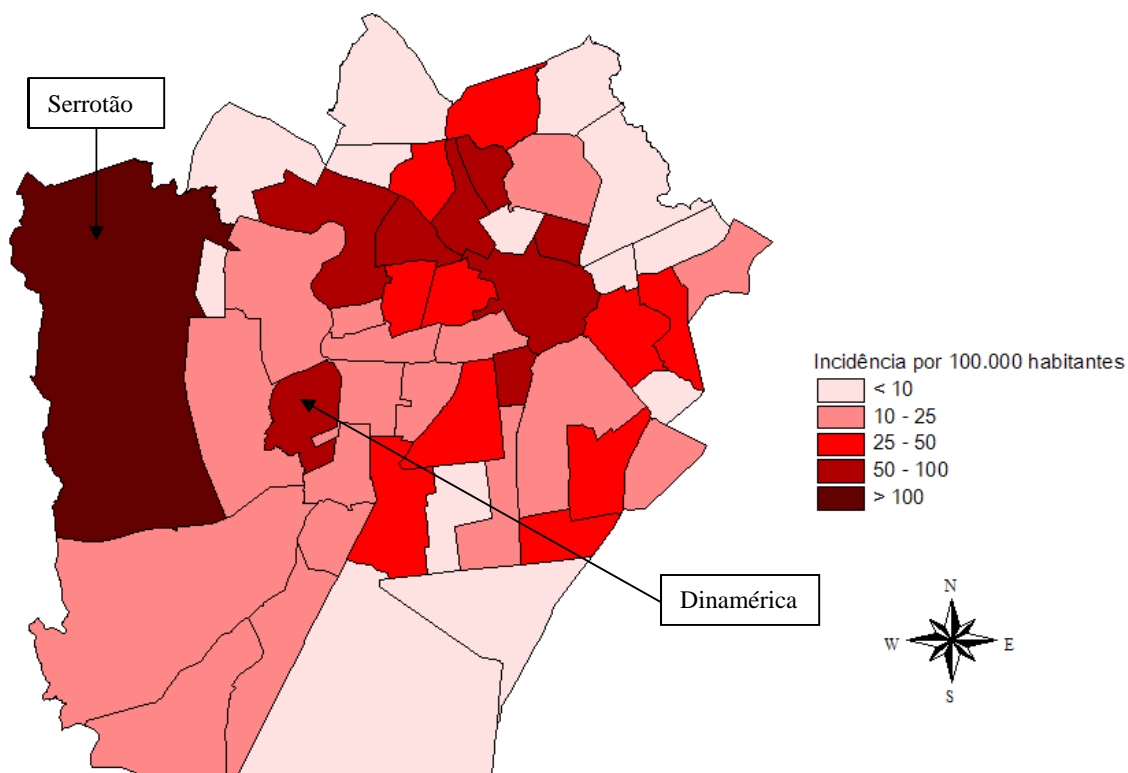 Serrotão
Incidência por 100.000 habitantes
< 10
10 - 25
25 - 50
50 - 100
> 100
Dinamérica
N
W E
S